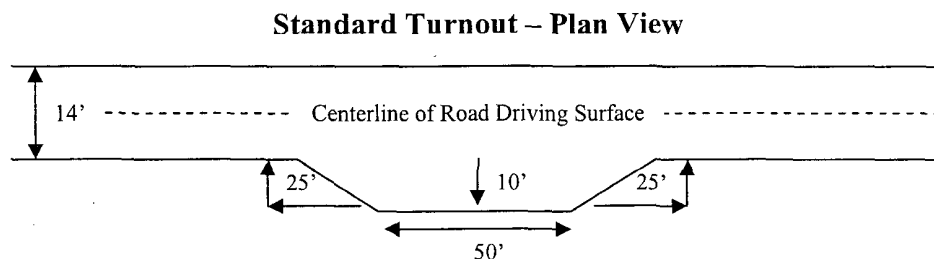 Standard Turnout – Plan View
14' Centerline of Road Driving Surface
25' 10' 25'
50'